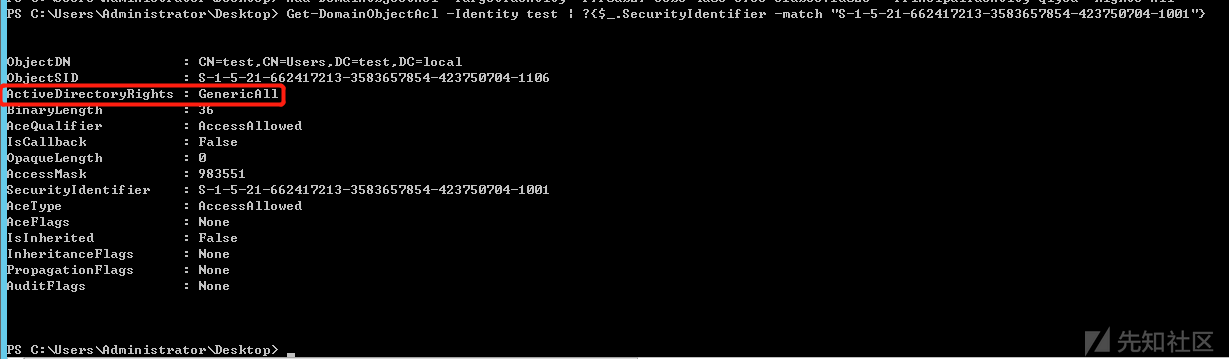 PS C:\Users\Administrator\Desktop> Get-DomainObjectAcl -Identity test | ?{$_.SecurityIdentifier -match "S-1-5-21-662417213-3583657854-423750704-1001"}
ObjectDN : CN=test,CN=Users,DC=test,DC=local
ObjectSID : S-1-5-21-662417213-3583657854-423750704-1106
ActiveDirectoryRights : GenericAll
BinaryLength : 36
AceQualifier : AccessAllowed
IsCallback : False
OpaqueLength : 0
AccessMask : 983551
SecurityIdentifier : S-1-5-21-662417213-3583657854-423750704-1001
AceType : AccessAllowed
AceFlags : None
IsInherited : False
InheritanceFlags : None
PropagationFlags : None
AuditFlags : None
PS C:\Users\Administrator\Desktop>
先知社区